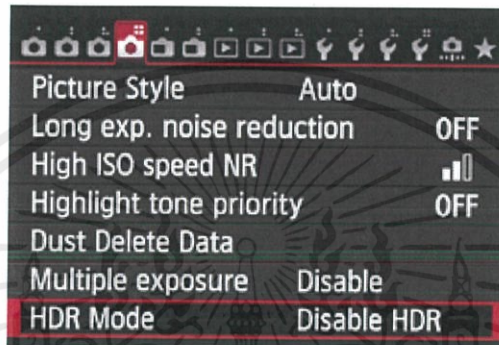 Picture Style Auto
Long exp. noise reduction OFF
High ISO speed NR
Highlight tone priority OFF
Dust Delete Data
Multiple exposure Disable
HDR Mode Disable HDR